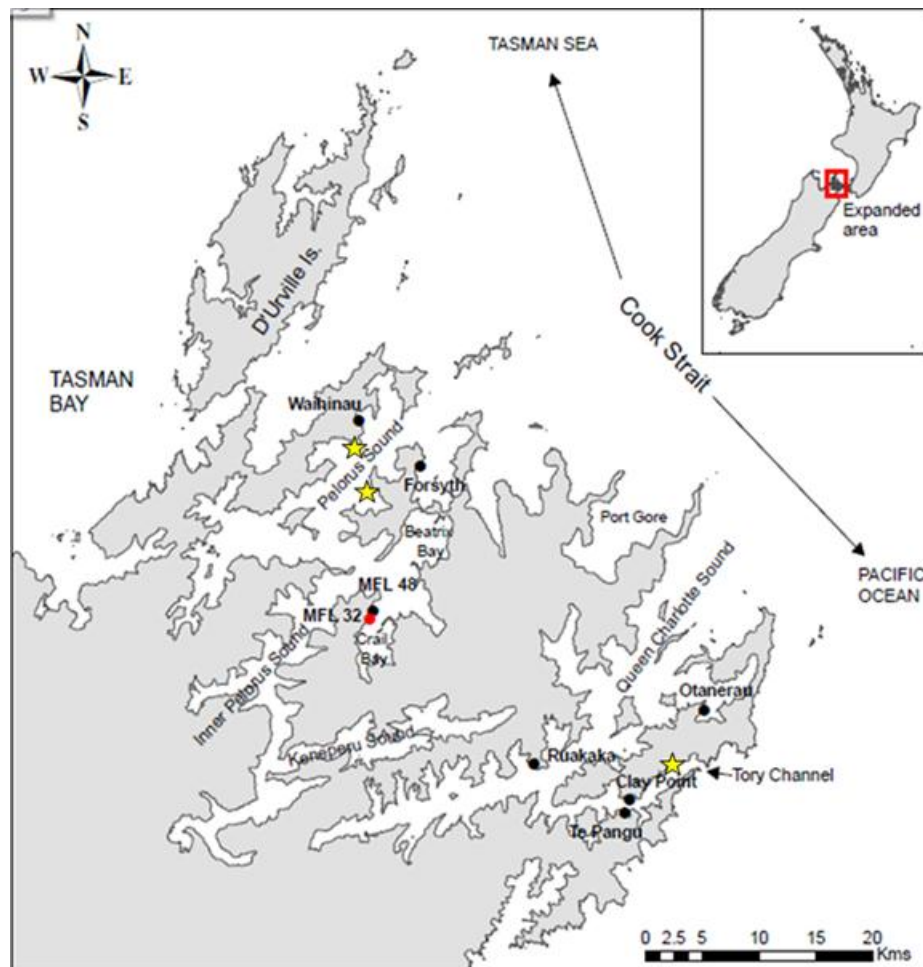 N
W E
S
TASMAN SEA
Expanded
area
D'Urville Is.
Cook Strait
TASMAN
BAY
Waihinau
Pelorus Sound
Forsyth
Beatrix
Bay
Port Gore
PACIFIC
OCEAN
MFL 48
MFL 32
Crail
Bay
Inner Pelorus Sound
Queen Charlotte Sound
Otanerau
Keneperu Sound
Ruakaka
Clay Point
Tory Channel
Te Pangu
0 2.5 5 10 15 20
Kms